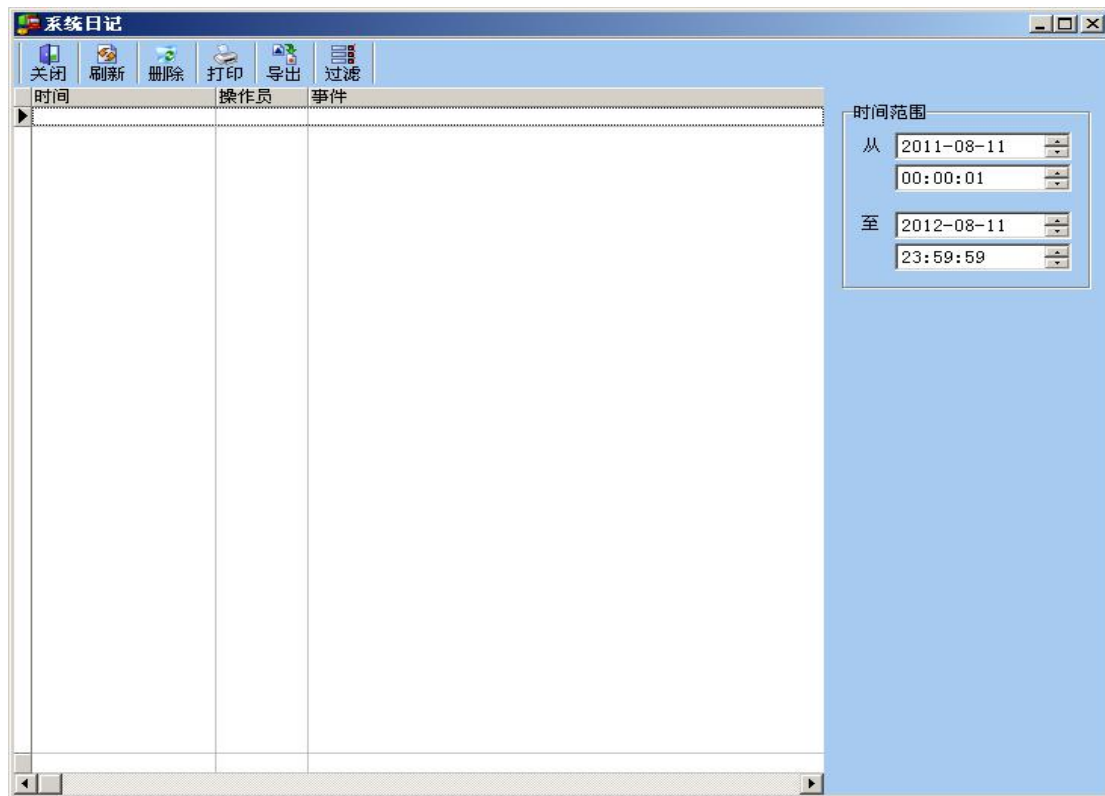 系统日记
关闭 刷新 删除 打印 导出 过滤
时间 操作员 事件
时间范围
从 2011-08-11
00:00:01
至 2012-08-11
23:59:59